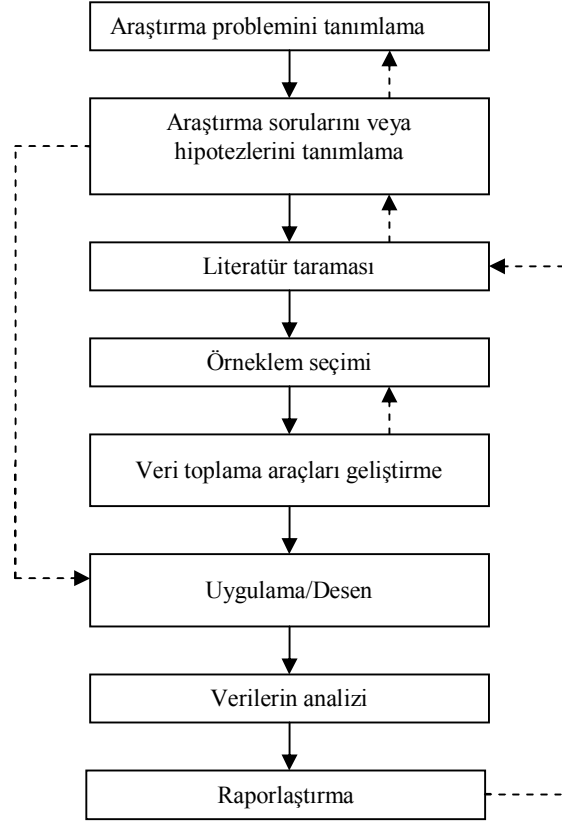 Araştırma problemini tanımlama
Araştırma sorularını veya
hipotezlerini tanımlama
Literatür taraması
Örneklem seçimi
Veri toplama araçları geliştirme
Uygulama/Desen
Verilerin analizi
Raporlaştırma